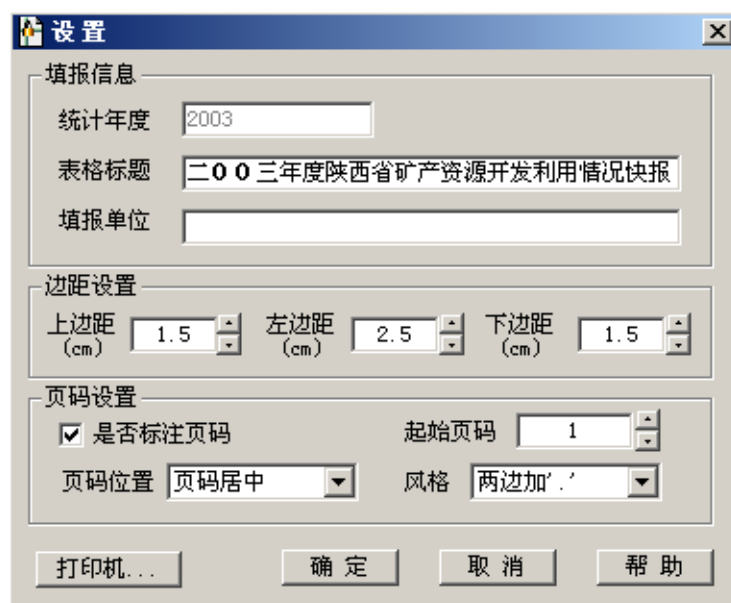 设 置
填报信息
统计年度 2003
表格标题 二００三年度陕西省矿产资源开发利用情况快报
填报单位
边距设置
上边距 (cm) 1.5 左边距 (cm) 2.5 下边距 (cm) 1.5
页码设置
是否标注页码 起始页码 1
页码位置 页码居中 风格 两边加'.'
打印机... 确 定 取 消 帮 助